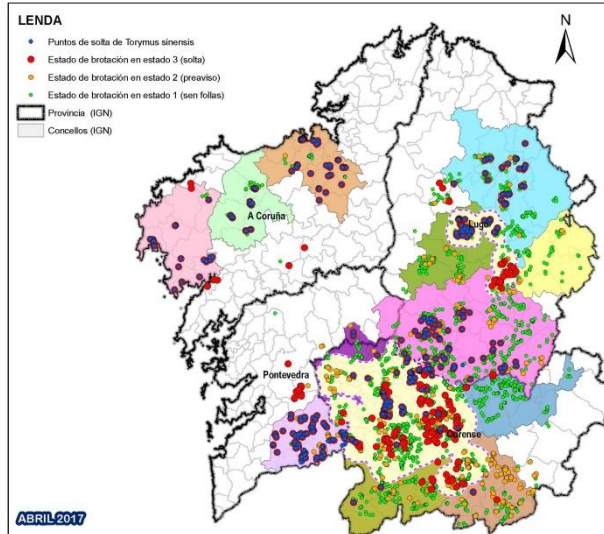 LENDA
Puntos de solta de Torymus sinensis
Estado de brotación en estado 3 (solta)
Estado de brotación en estado 2 (preaviso)
Estado de brotación en estado 1 (sen follas)
Provincia (IGN)
Concellos (IGN)
N
A Coruña
Lugo
Pontevedra
Ourense
ABRIL 2017